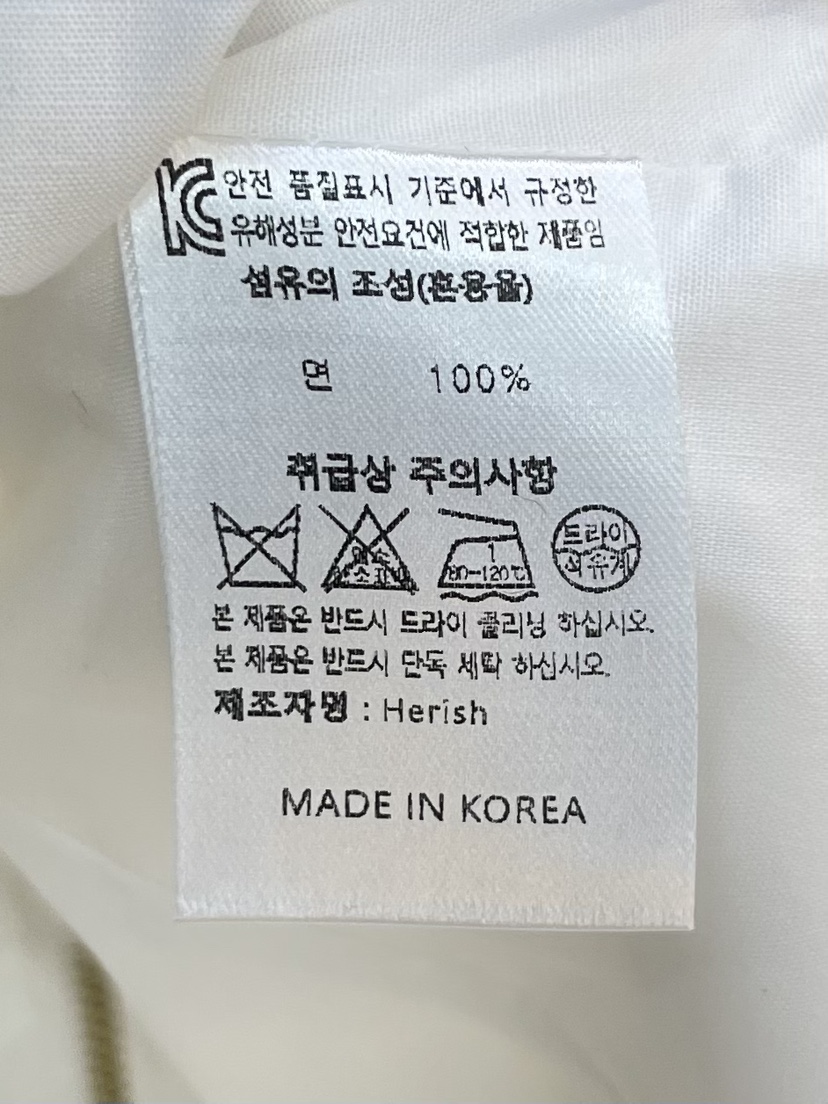 KC 안전 품질표시 기준에서 규정한
유해성분 안전요건에 적합한 제품임
섬유의 조성(혼용율)
면 100%
취급상 주의사항
1
80~120℃
드라이
석유계
본 제품은 반드시 드라이 클리닝 하십시오.
본 제품은 반드시 단독 세탁 하십시오.
제조자명 : Herish
MADE IN KOREA